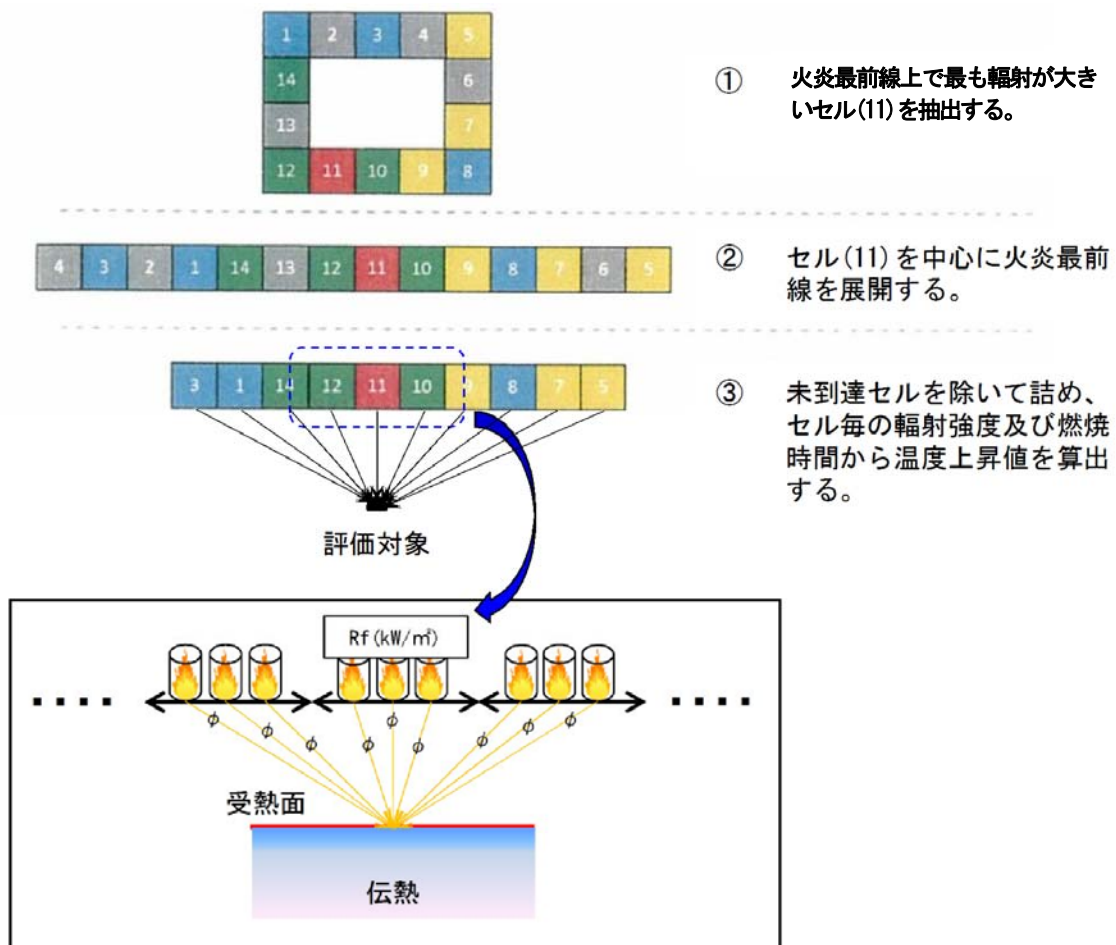 1 2 3 4 5
14 6
13 7
12 11 10 9 8
① 火炎最前線上で最も輻射が大き
いセル(11)を抽出する。
4 3 2 1 14 13 12 11 10 9 8 7 6 5
② セル(11)を中心に火炎最前
線を展開する。
3 1 14 12 11 10 9 8 7 5
③ 未到達セルを除いて詰め、
セル毎の輻射強度及び燃焼
時間から温度上昇値を算出
する。
評価対象
Rf(kW/㎡)
φ φ φ φ φ φ φ φ φ
受熱面
伝熱